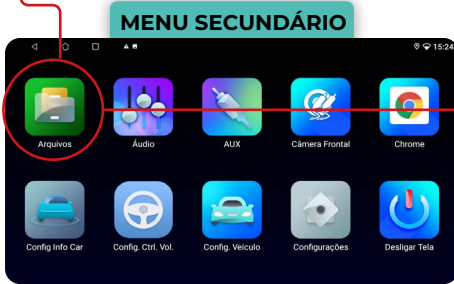 MENU SECUNDÁRIO
15:24
Arquivos
Áudio
AUX
Câmera Frontal
Chrome
Config Info Car
Config. Ctrl. Vol.
Config. Veículo
Configurações
Desligar Tela